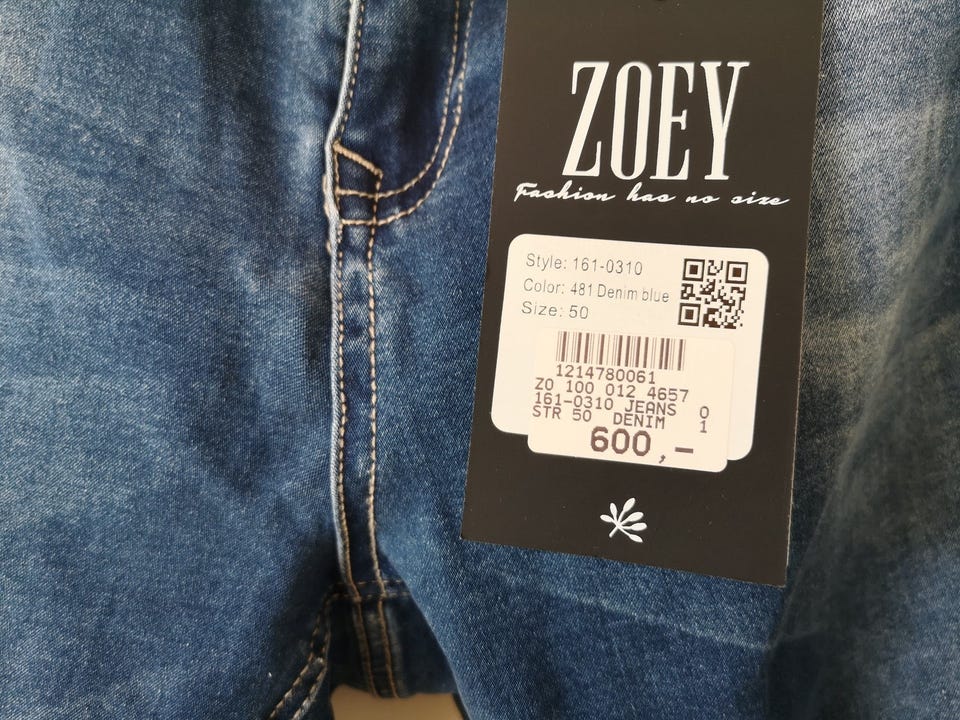 ZOEY
Fashion has no size
Style: 161-0310
Color: 481 Denim blue
Size: 50
1214780061
ZO 100 012 4657
161-0310 JEANS 0
STR 50 DENIM 1
600,-